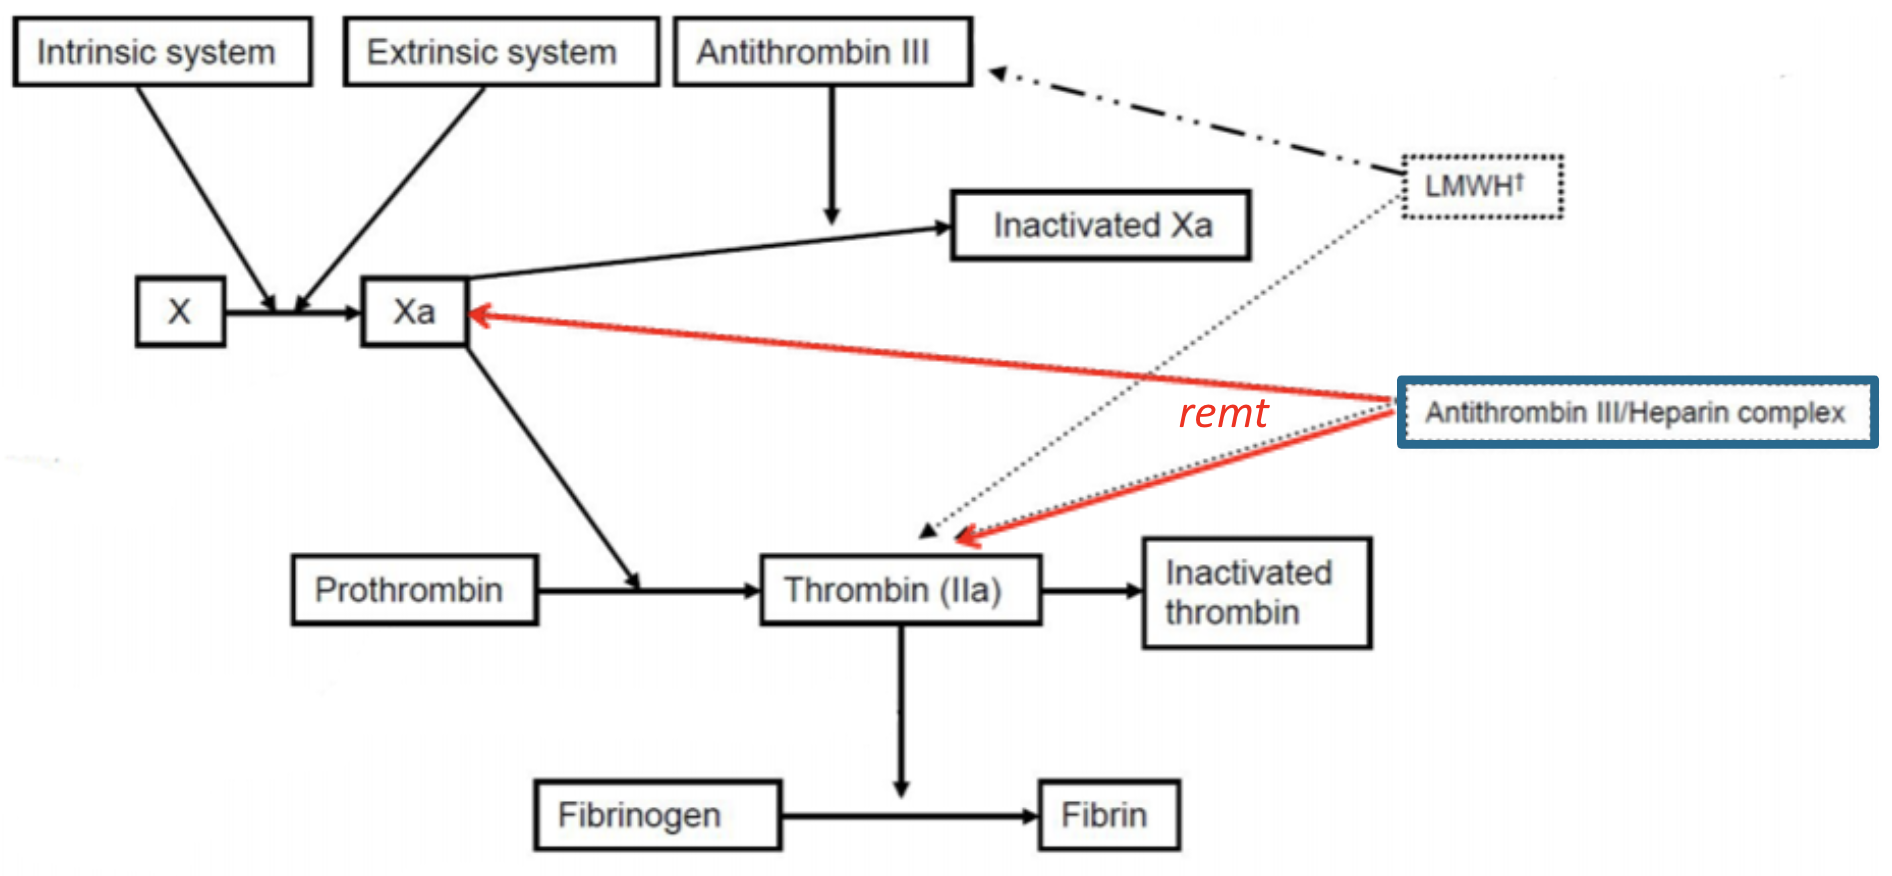 Intrinsic system
Extrinsic system
Antithrombin III
LMWH†
Inactivated Xa
X
Xa
remt
Antithrombin III/Heparin complex
Prothrombin
Thrombin (IIa)
Inactivated
thrombin
Fibrinogen
Fibrin